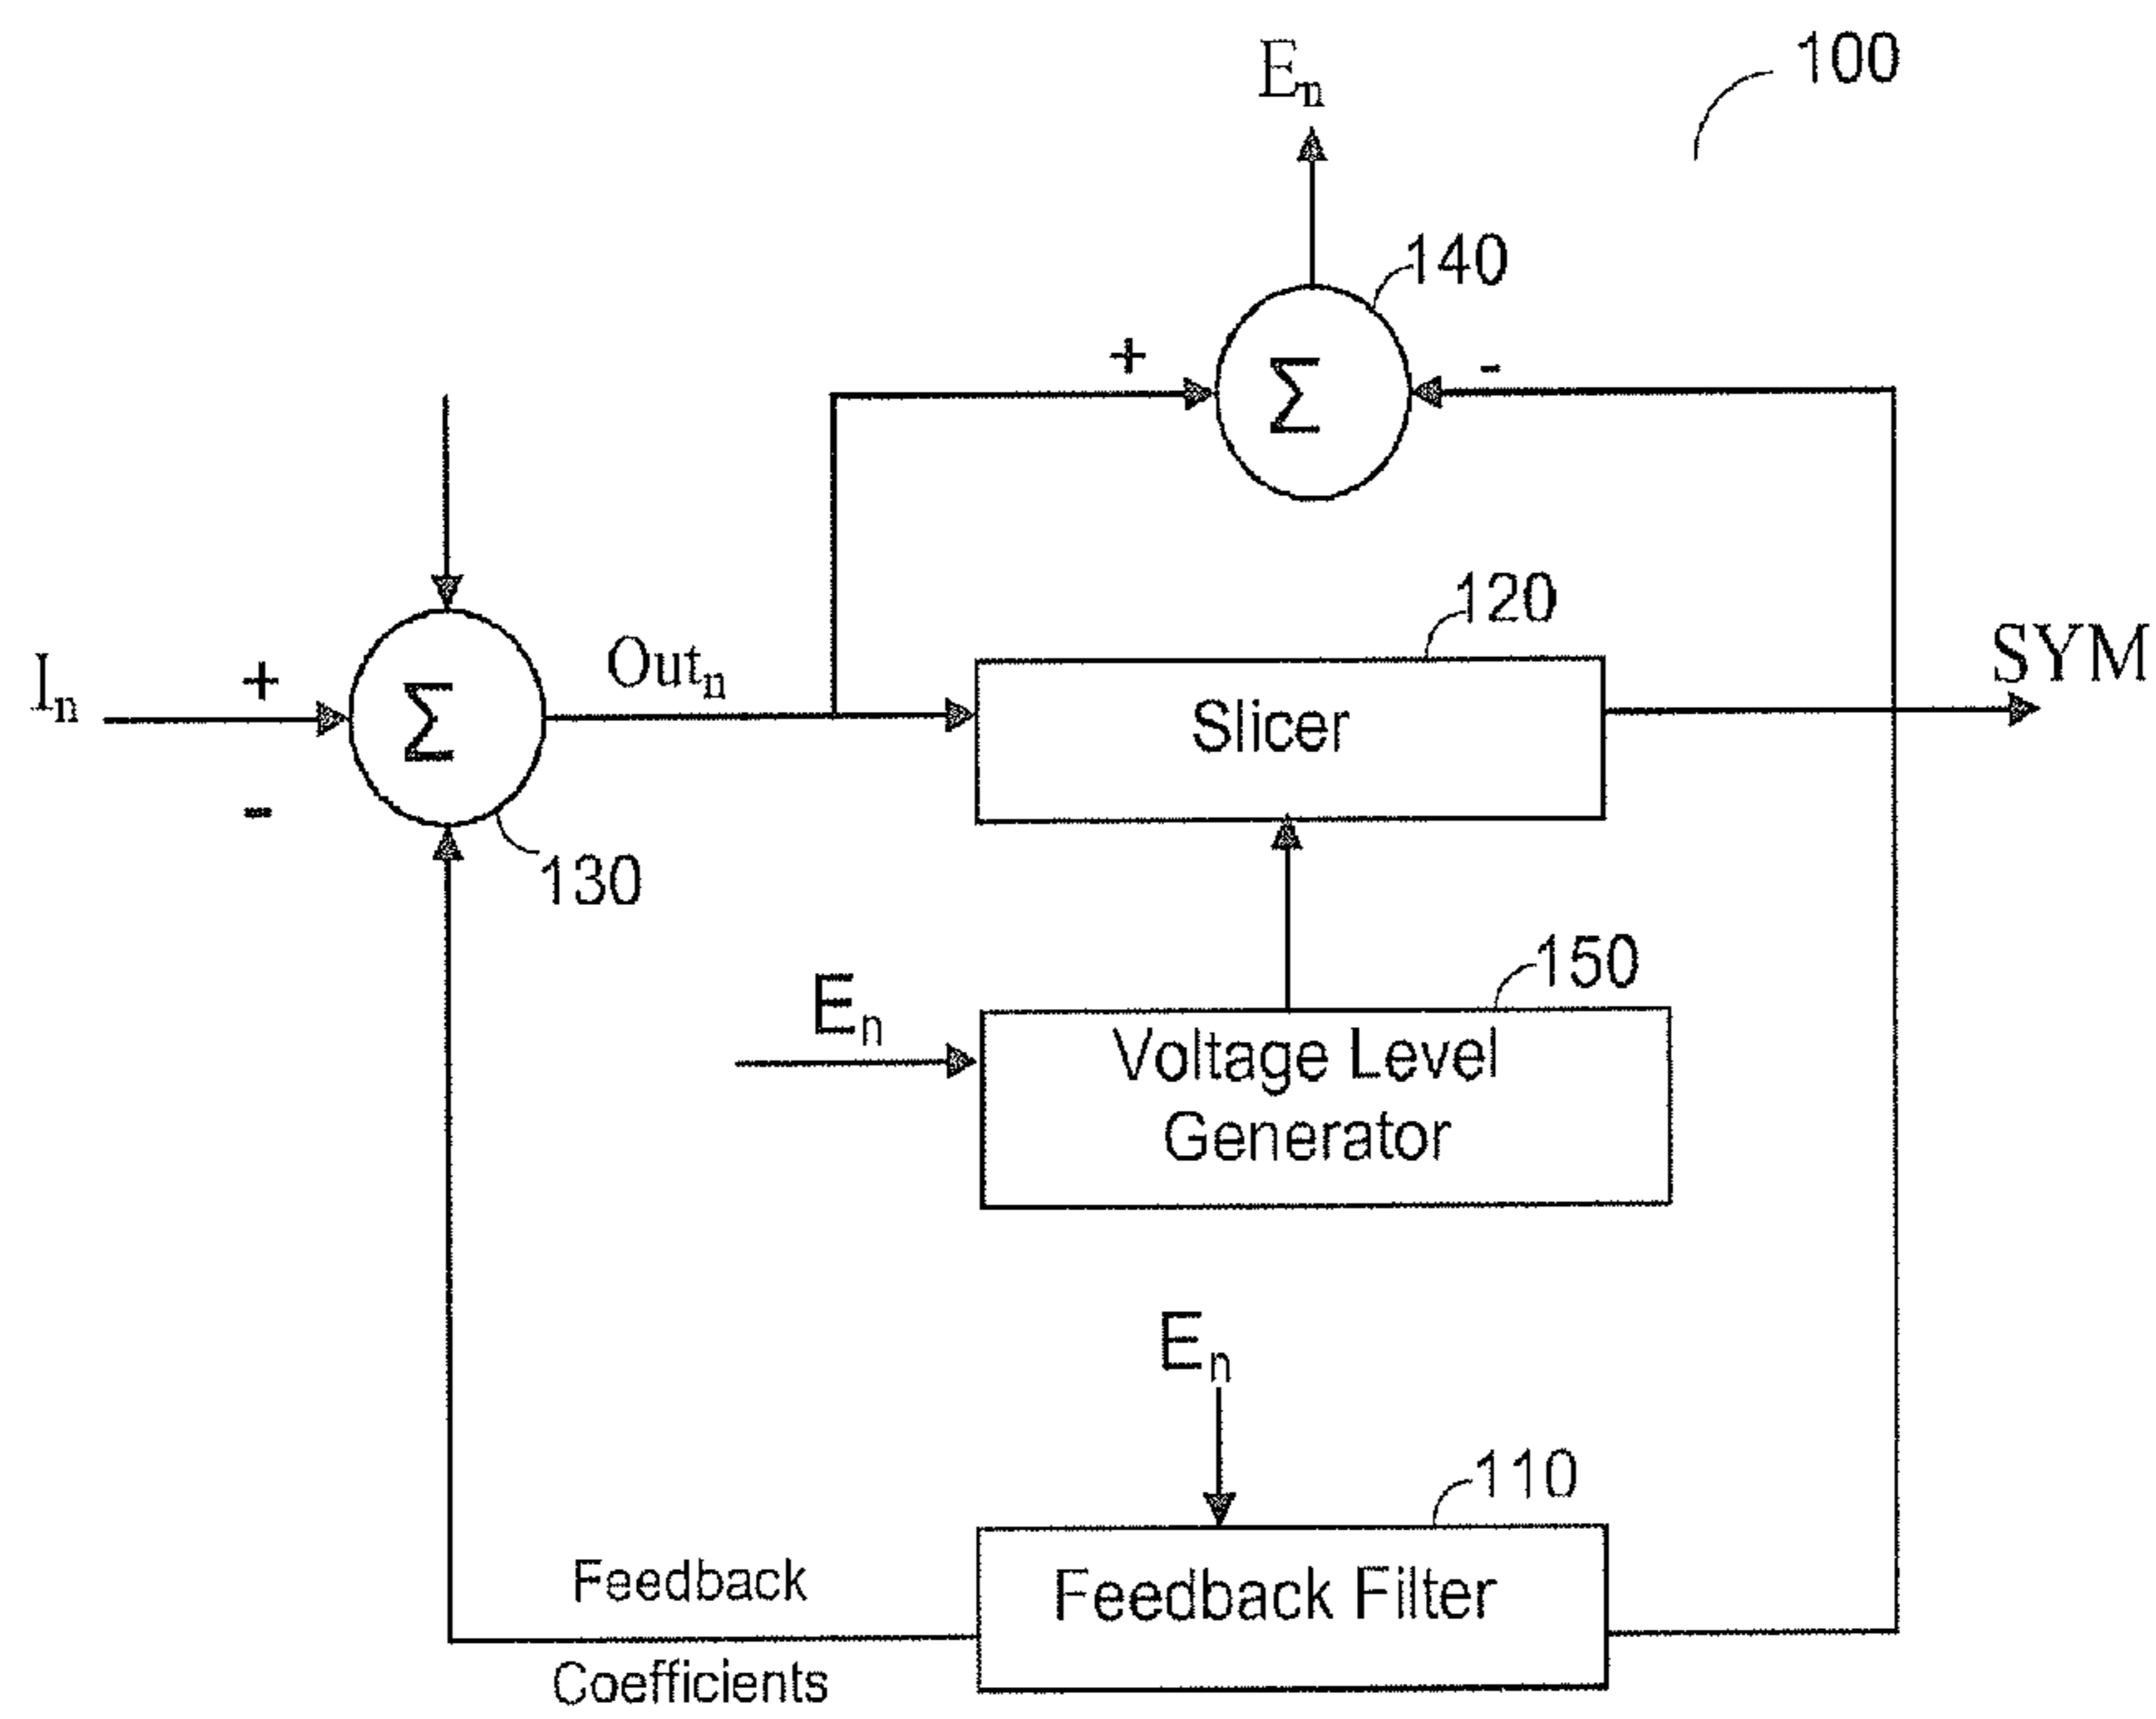 100
Eₙ
140
+
-
Σ
120
SYM
Iₙ
+
Outₙ
Σ
Slicer
-
130
150
Eₙ
Voltage Level
Generator
Eₙ
110
Feedback
Feedback Filter
Coefficients